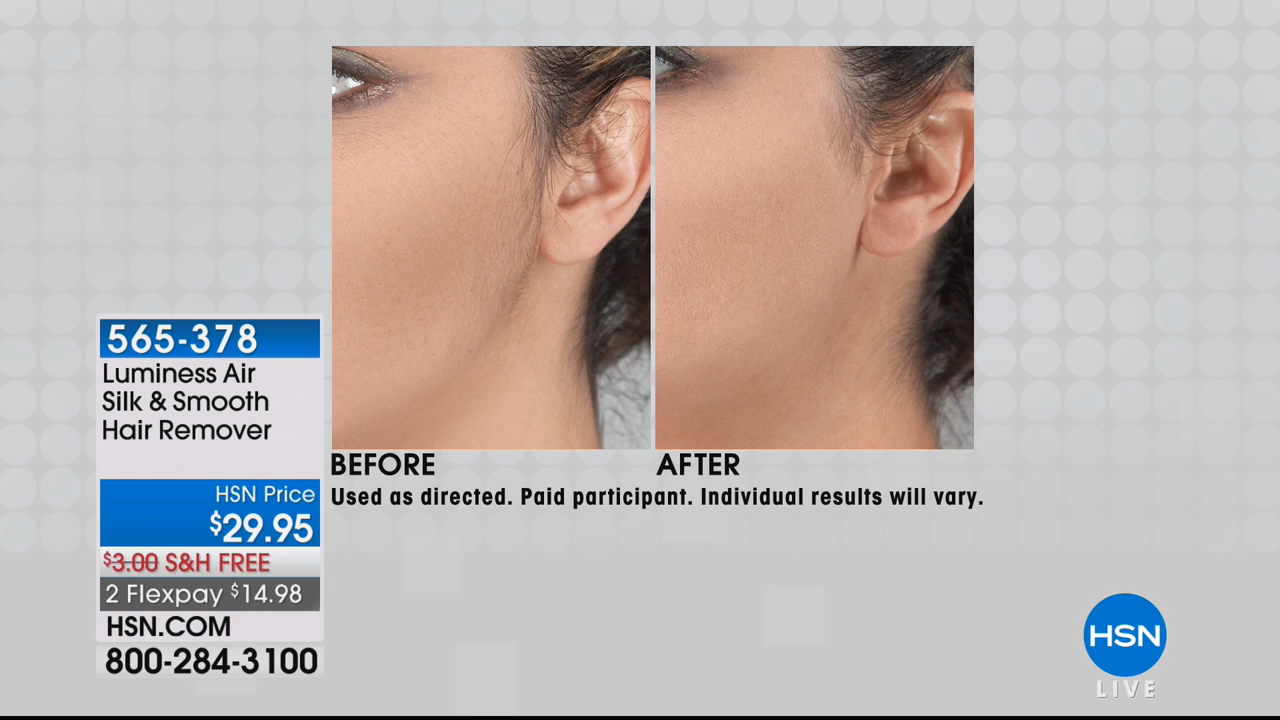 BEFORE
AFTER
Used as directed. Paid participant. Individual results will vary.
565-378
Luminess Air
Silk & Smooth
Hair Remover
HSN Price
$29.95
$3.00 S&H FREE
2 Flexpay $14.98
HSN.COM
800-284-3100
HSN
LIVE